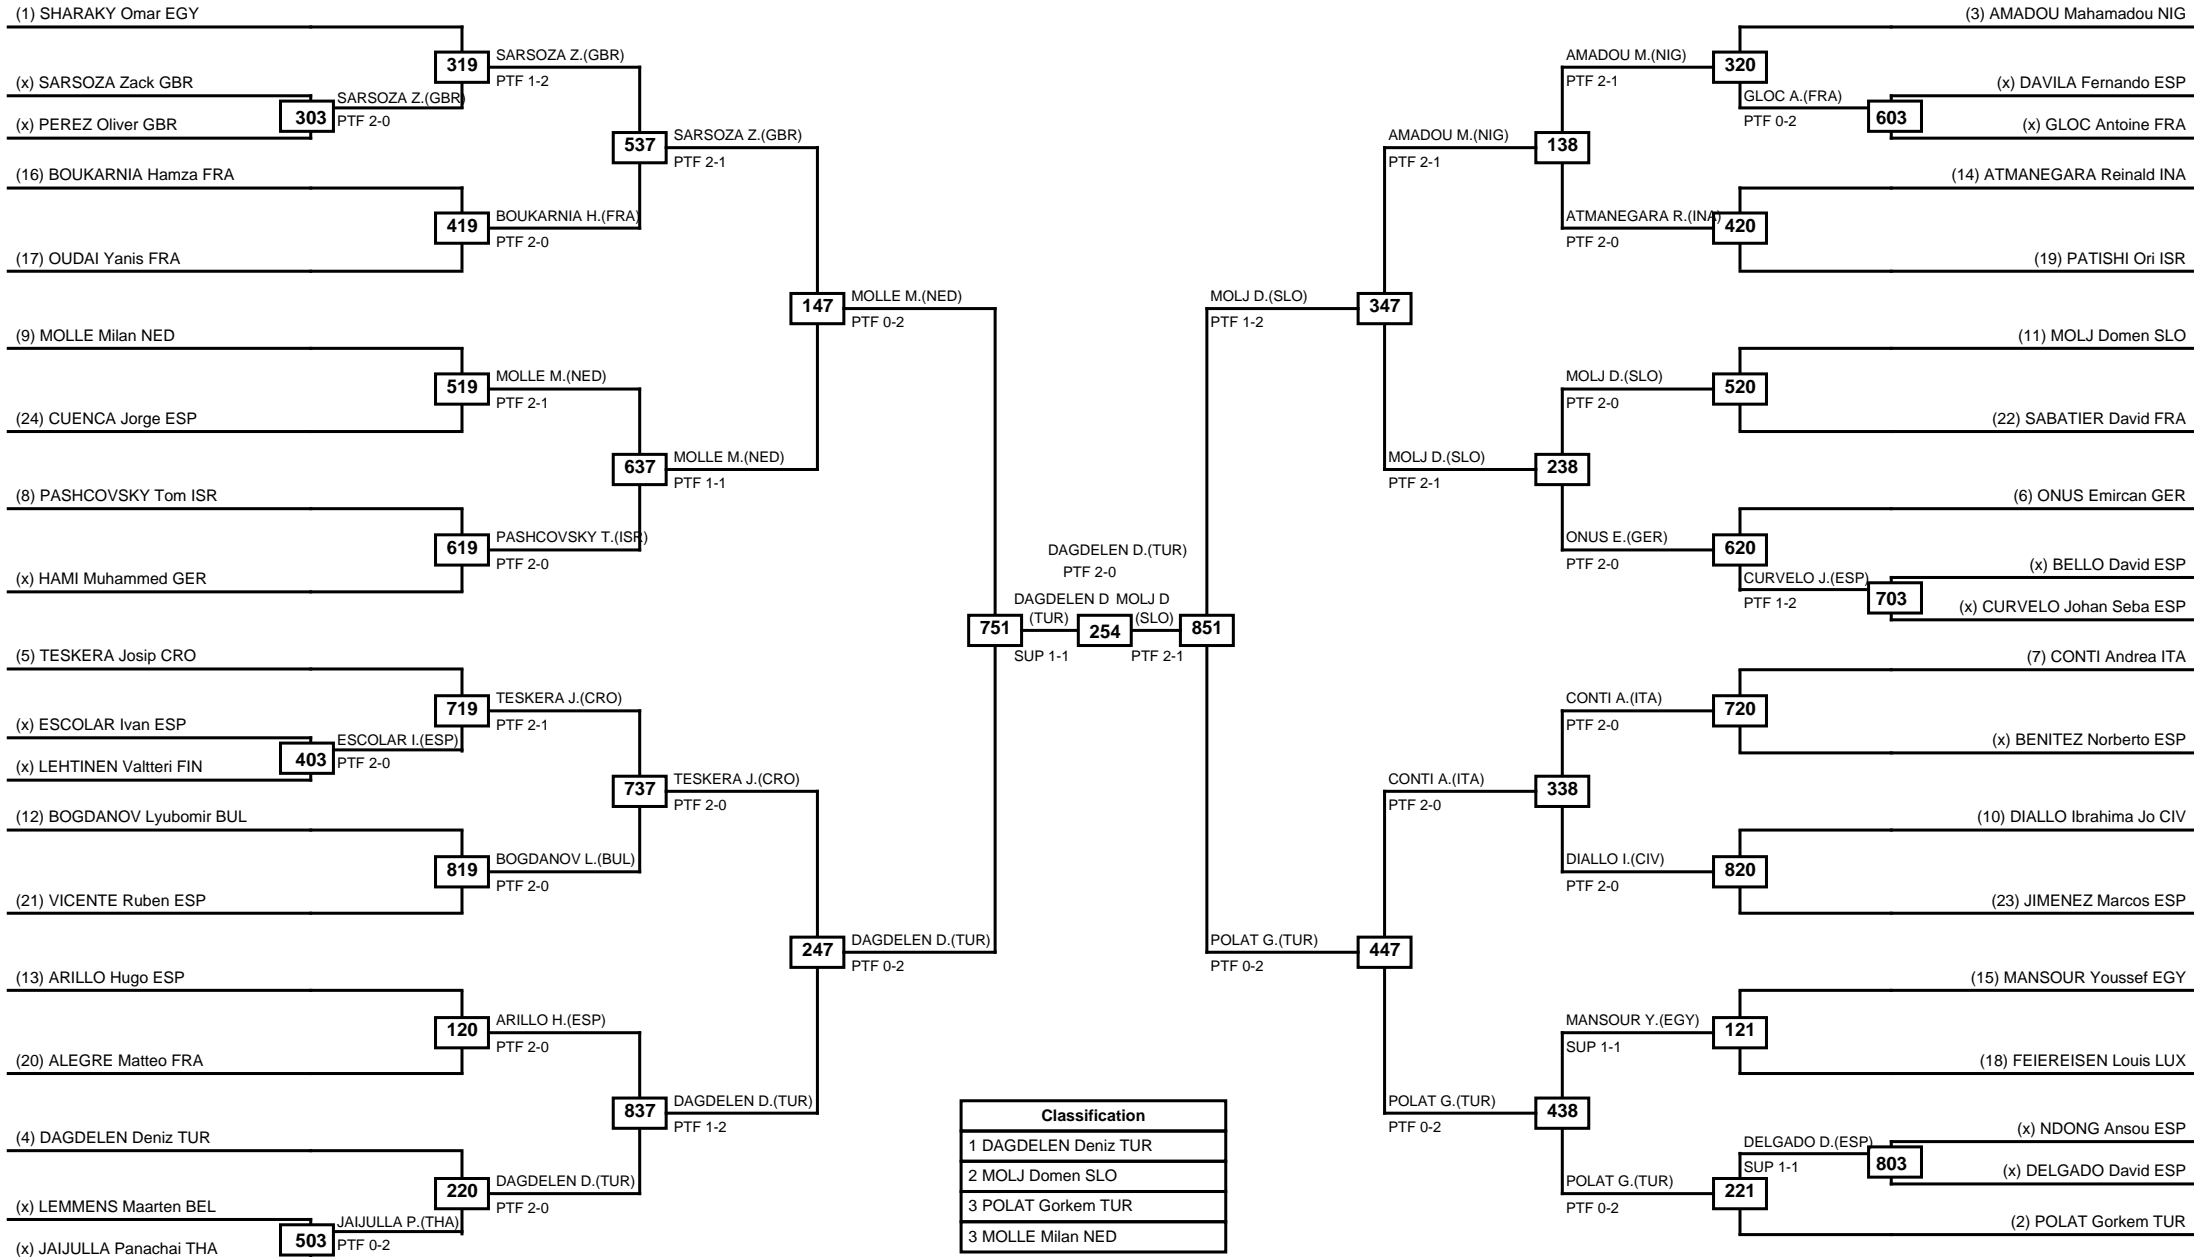 (1) SHARAKY Omar EGY
319
SARSOZA Z.(GBR)
PTF 1-2
(x) SARSOZA Zack GBR
303
SARSOZA Z.(GBR)
PTF 2-0
(x) PEREZ Oliver GBR
537
SARSOZA Z.(GBR)
PTF 2-1
(16) BOUKARNIA Hamza FRA
419
BOUKARNIA H.(FRA)
PTF 2-0
(17) OUDAI Yanis FRA
147
MOLLE M.(NED)
PTF 0-2
(9) MOLLE Milan NED
519
MOLLE M.(NED)
PTF 2-1
(24) CUENCA Jorge ESP
637
MOLLE M.(NED)
PTF 1-1
(8) PASHCOVSKY Tom ISR
619
PASHCOVSKY T.(ISR)
PTF 2-0
(x) HAMI Muhammed GER
(5) TESKERA Josip CRO
719
TESKERA J.(CRO)
PTF 2-1
(x) ESCOLAR Ivan ESP
403
ESCOLAR I.(ESP)
PTF 2-0
(x) LEHTINEN Valtteri FIN
737
TESKERA J.(CRO)
PTF 2-0
(12) BOGDANOV Lyubomir BUL
819
BOGDANOV L.(BUL)
PTF 2-0
(21) VICENTE Ruben ESP
247
DAGDELEN D.(TUR)
PTF 0-2
(13) ARILLO Hugo ESP
120
ARILLO H.(ESP)
PTF 2-0
(20) ALEGRE Matteo FRA
837
DAGDELEN D.(TUR)
PTF 1-2
(4) DAGDELEN Deniz TUR
220
DAGDELEN D.(TUR)
PTF 2-0
(x) LEMMENS Maarten BEL
503
JAIJULLA P.(THA)
PTF 0-2
(x) JAIJULLA Panachai THA
DAGDELEN D.(TUR)
PTF 2-0
751
DAGDELEN D
(TUR)
SUP 1-1
254
MOLJ D
(SLO)
PTF 2-1
851
Classification
1 DAGDELEN Deniz TUR
2 MOLJ Domen SLO
3 POLAT Gorkem TUR
3 MOLLE Milan NED
(3) AMADOU Mahamadou NIG
AMADOU M.(NIG)
PTF 2-1
320
(x) DAVILA Fernando ESP
GLOC A.(FRA)
PTF 0-2
603
(x) GLOC Antoine FRA
AMADOU M.(NIG)
PTF 2-1
138
(14) ATMANEGARA Reinald INA
ATMANEGARA R.(INA)
PTF 2-0
420
(19) PATISHI Ori ISR
MOLJ D.(SLO)
PTF 1-2
347
(11) MOLJ Domen SLO
MOLJ D.(SLO)
PTF 2-0
520
(22) SABATIER David FRA
MOLJ D.(SLO)
PTF 2-1
238
(6) ONUS Emircan GER
ONUS E.(GER)
PTF 2-0
620
(x) BELLO David ESP
CURVELO J.(ESP)
PTF 1-2
703
(x) CURVELO Johan Seba ESP
(7) CONTI Andrea ITA
CONTI A.(ITA)
PTF 2-0
720
(x) BENITEZ Norberto ESP
CONTI A.(ITA)
PTF 2-0
338
(10) DIALLO Ibrahima Jo CIV
DIALLO I.(CIV)
PTF 2-0
820
(23) JIMENEZ Marcos ESP
POLAT G.(TUR)
PTF 0-2
447
(15) MANSOUR Youssef EGY
MANSOUR Y.(EGY)
SUP 1-1
121
(18) FEIEREISEN Louis LUX
POLAT G.(TUR)
PTF 0-2
438
(x) NDONG Ansou ESP
DELGADO D.(ESP)
SUP 1-1
803
(x) DELGADO David ESP
POLAT G.(TUR)
PTF 0-2
221
(2) POLAT Gorkem TUR